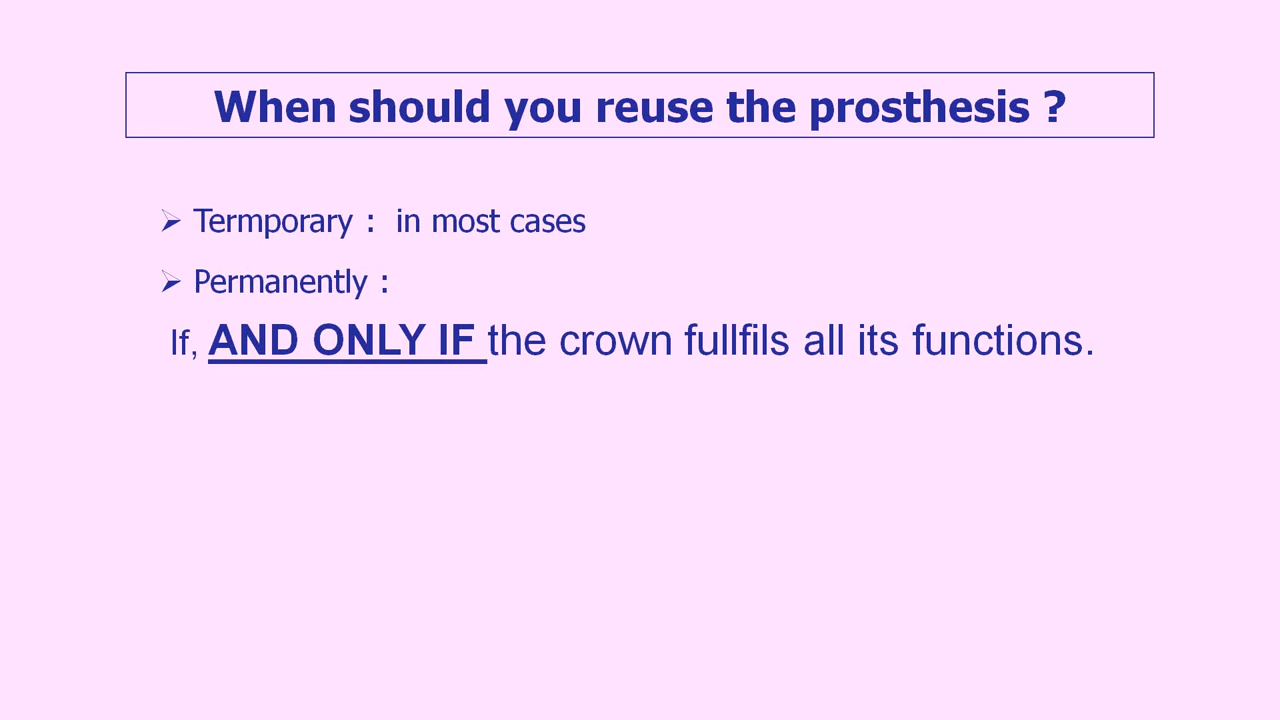 When should you reuse the prosthesis ?
➢ Termporary : in most cases
➢ Permanently :
If, AND ONLY IF the crown fullfils all its functions.